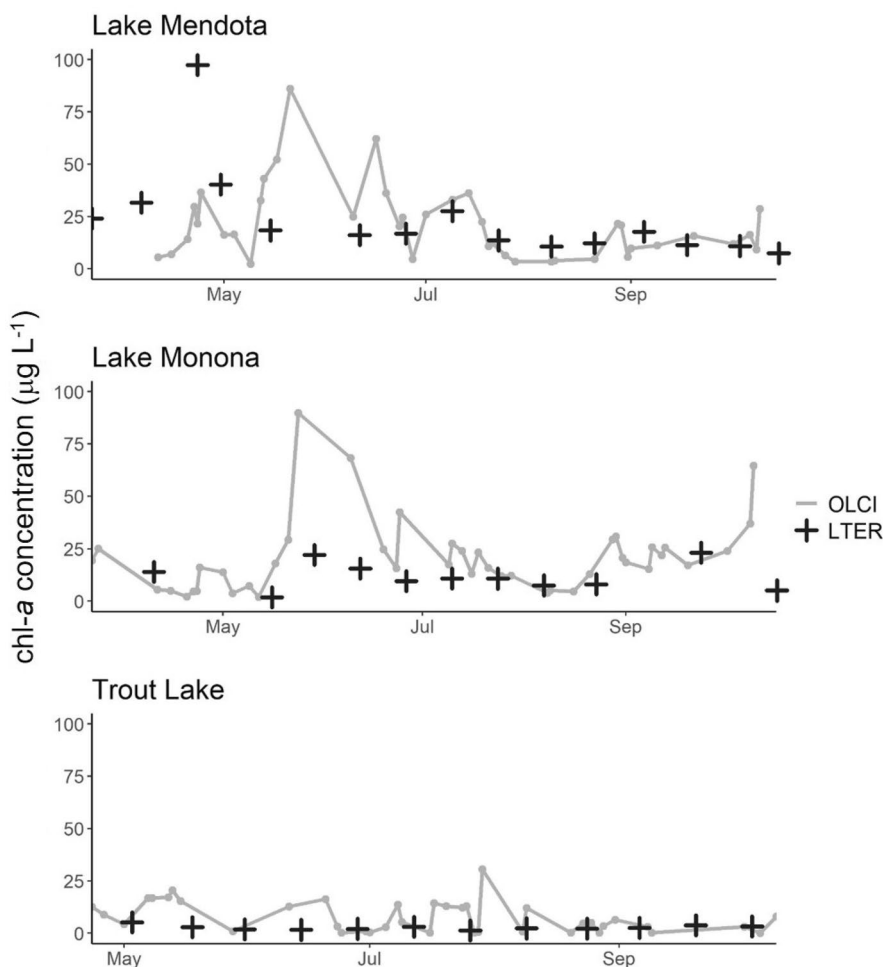 Lake Mendota
100
75
50
25
0
May Jul Sep
Lake Monona
100
75
50
25
0
May Jul Sep
chl-a concentration (μg L⁻¹)
OLCI
LTER
Trout Lake
100
75
50
25
0
May Jul Sep